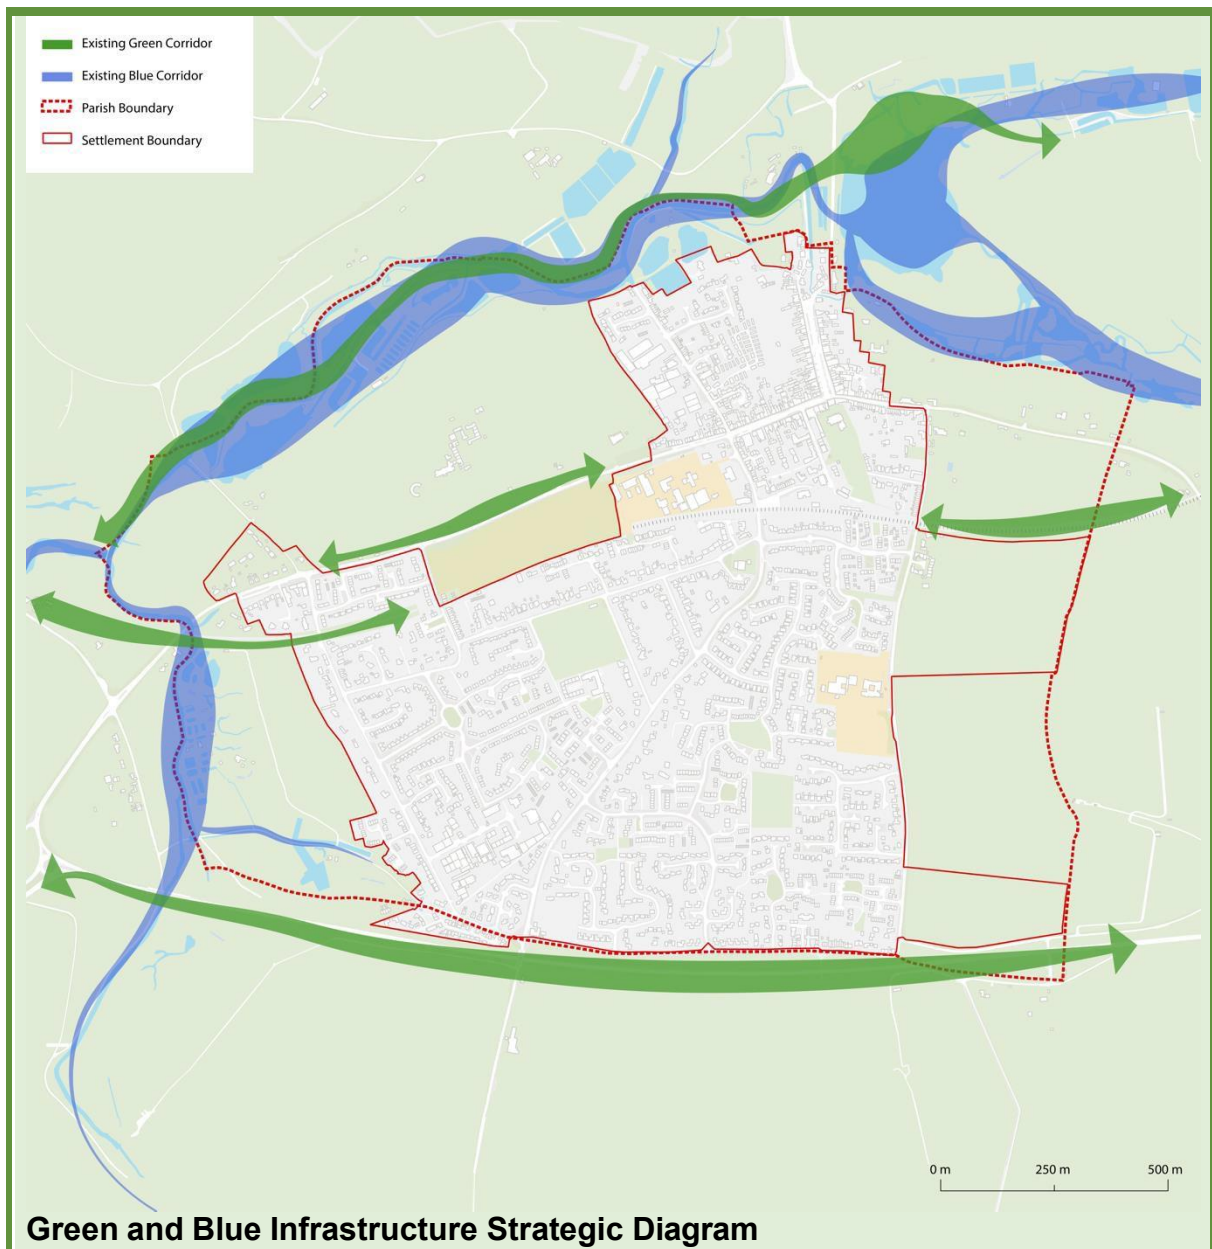 Existing Green Corridor
Existing Blue Corridor
Parish Boundary
Settlement Boundary
0 m 250 m 500 m
Green and Blue Infrastructure Strategic Diagram